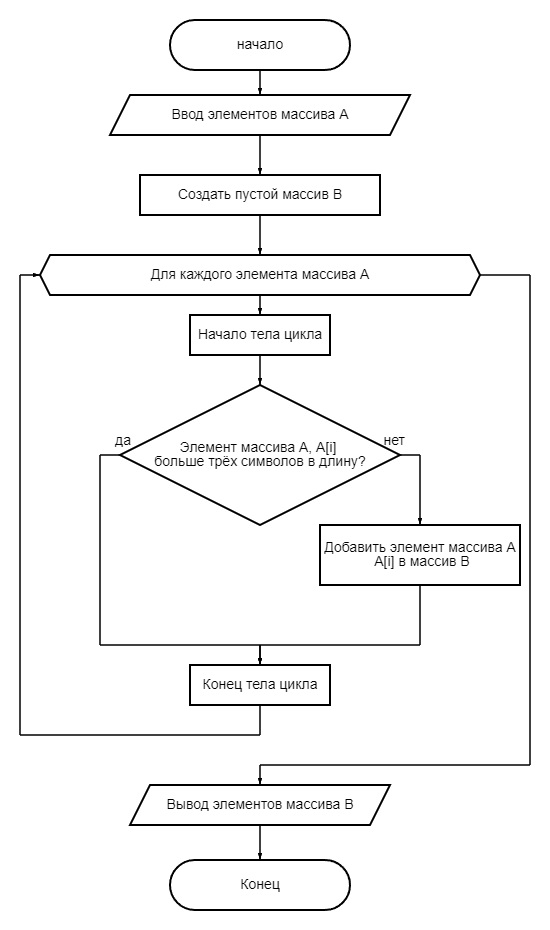 начало
Ввод элементов массива А
Создать пустой массив В
Для каждого элемента массива А
Начало тела цикла
да
нет
Элемент массива А, А[i]
больше трёх символов в длину?
Добавить элемент массива А
А[i] в массив В
Конец тела цикла
Вывод элементов массива В
Конец